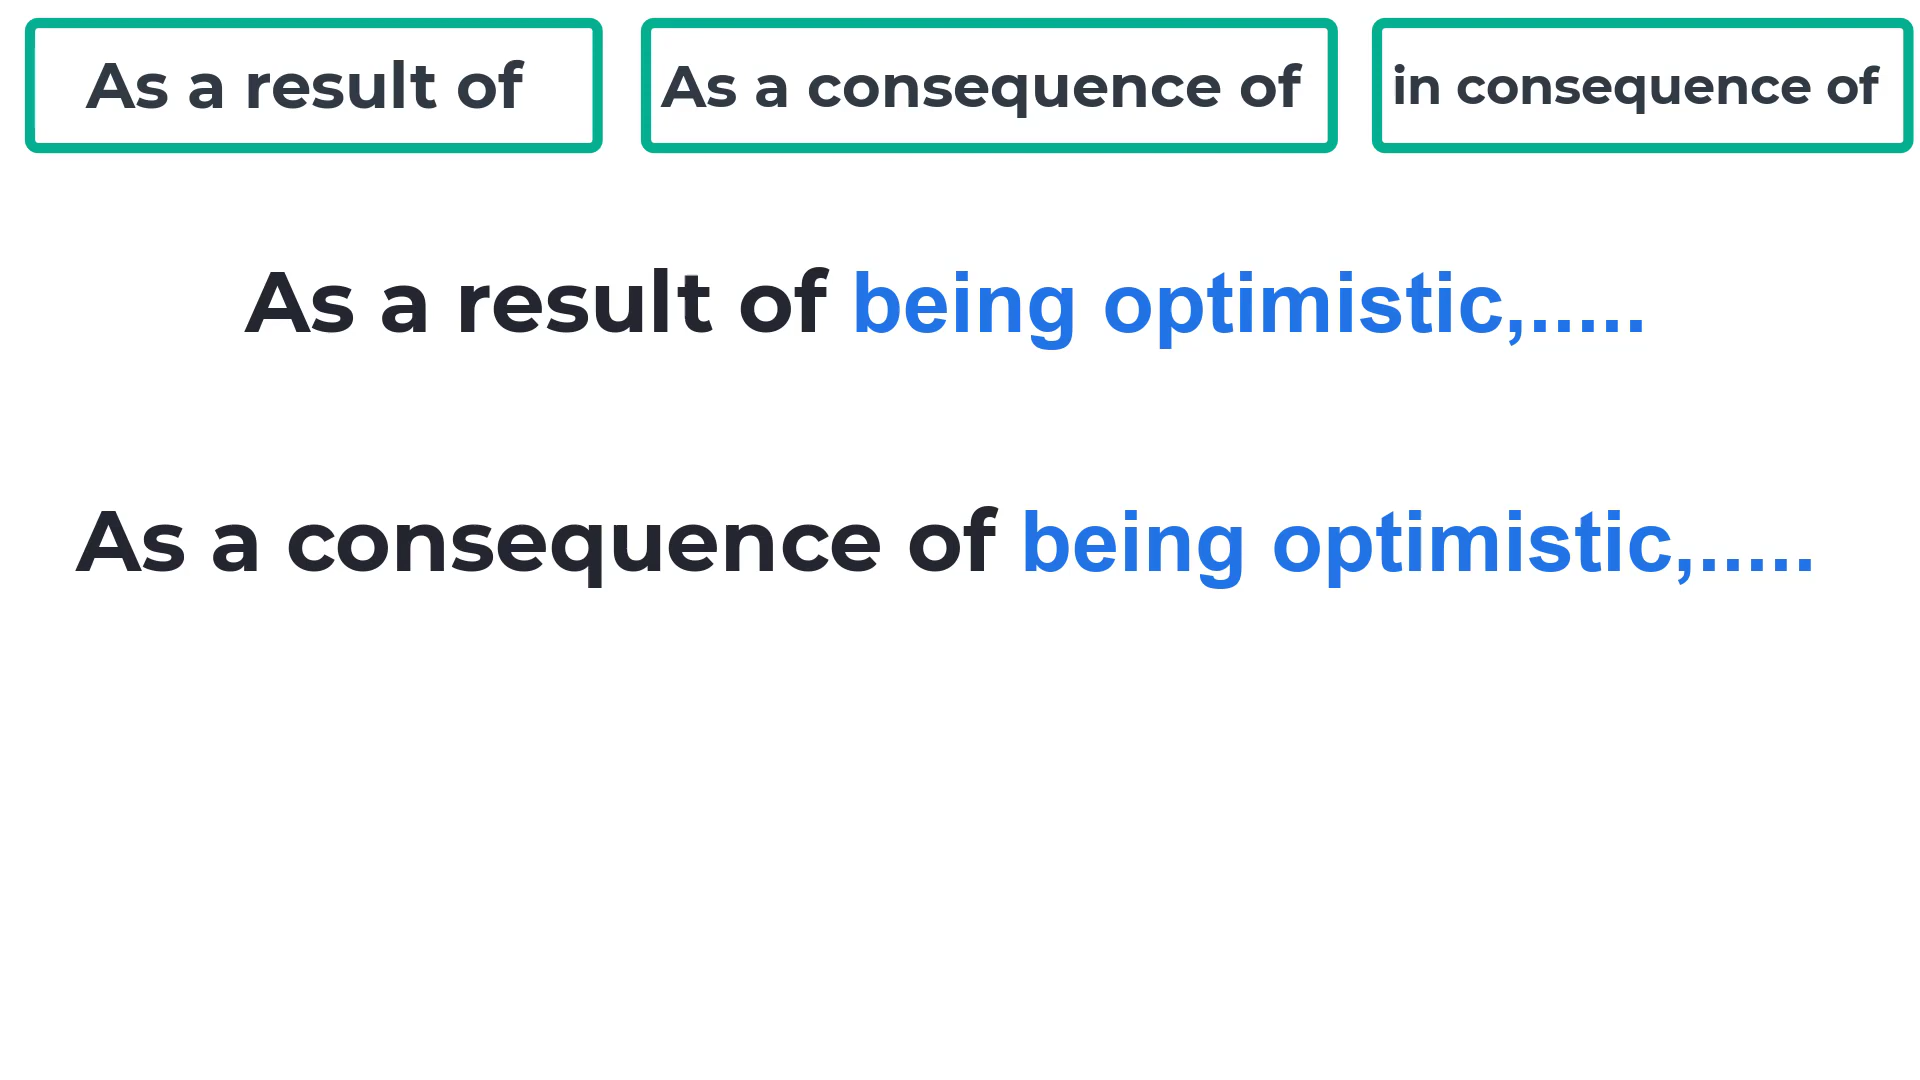 As a result of
As a consequence of
in consequence of
As a result of being optimistic,.....
As a consequence of being optimistic,.....